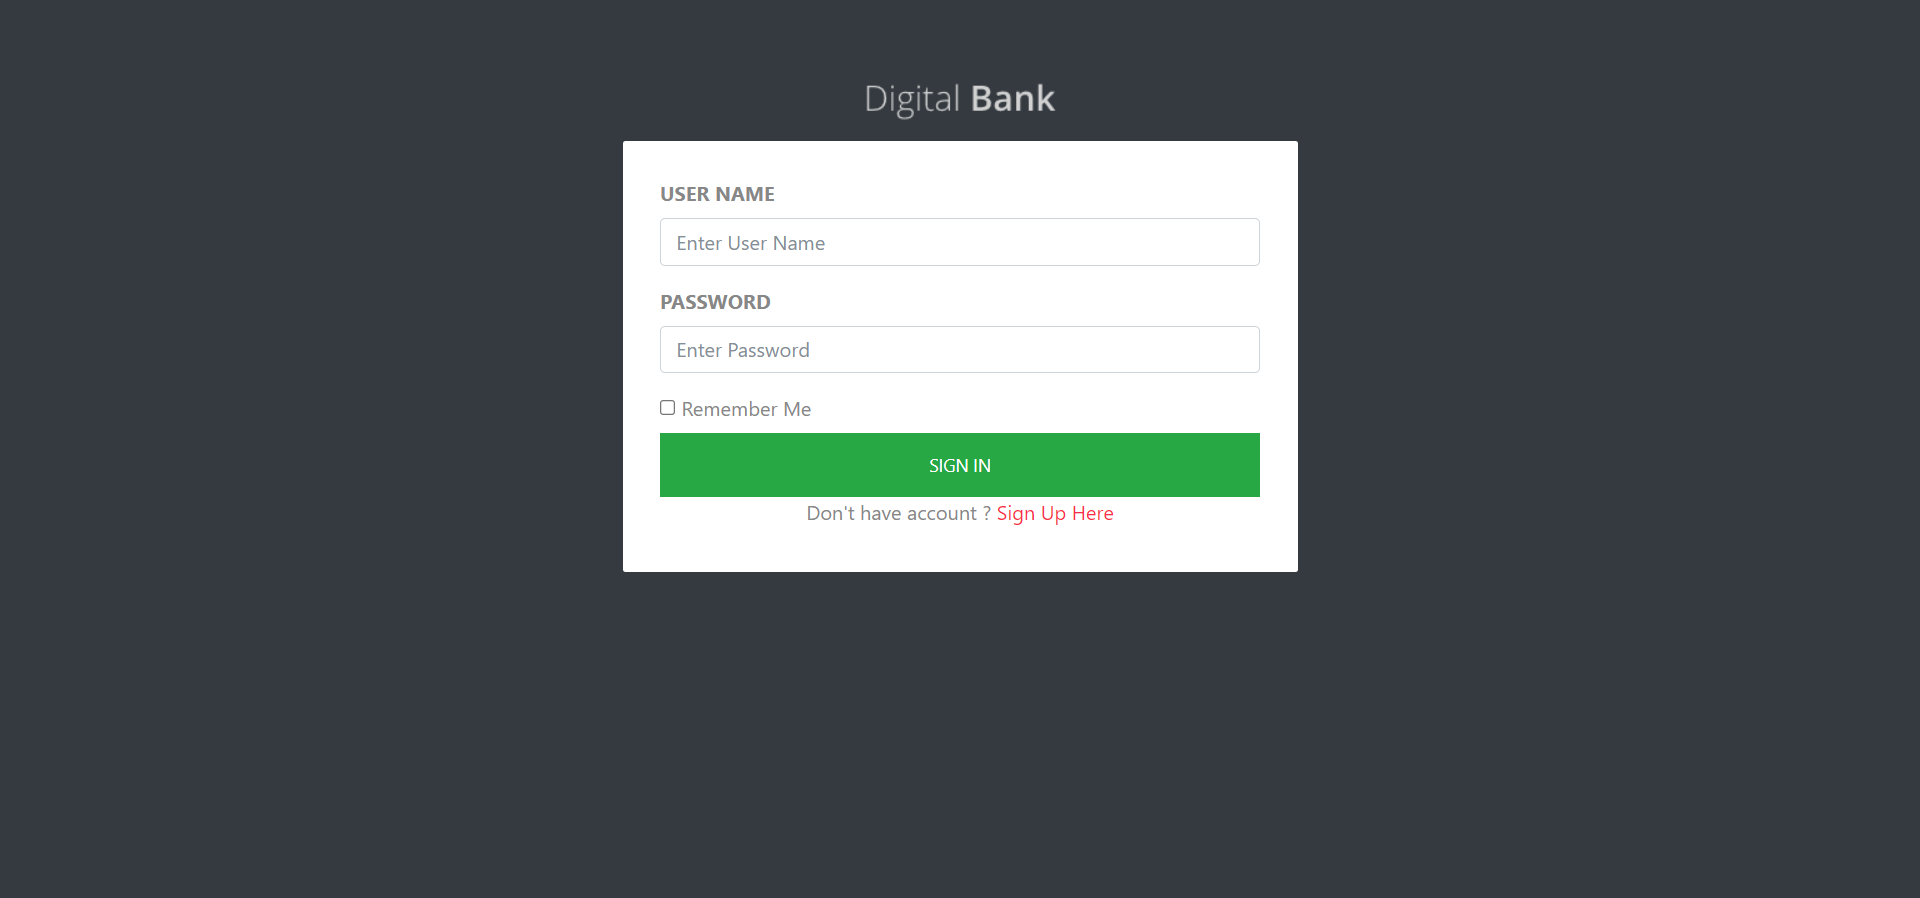 Digital Bank
USER NAME
Enter User Name
PASSWORD
Enter Password
Remember Me
SIGN IN
Don't have account ? Sign Up Here